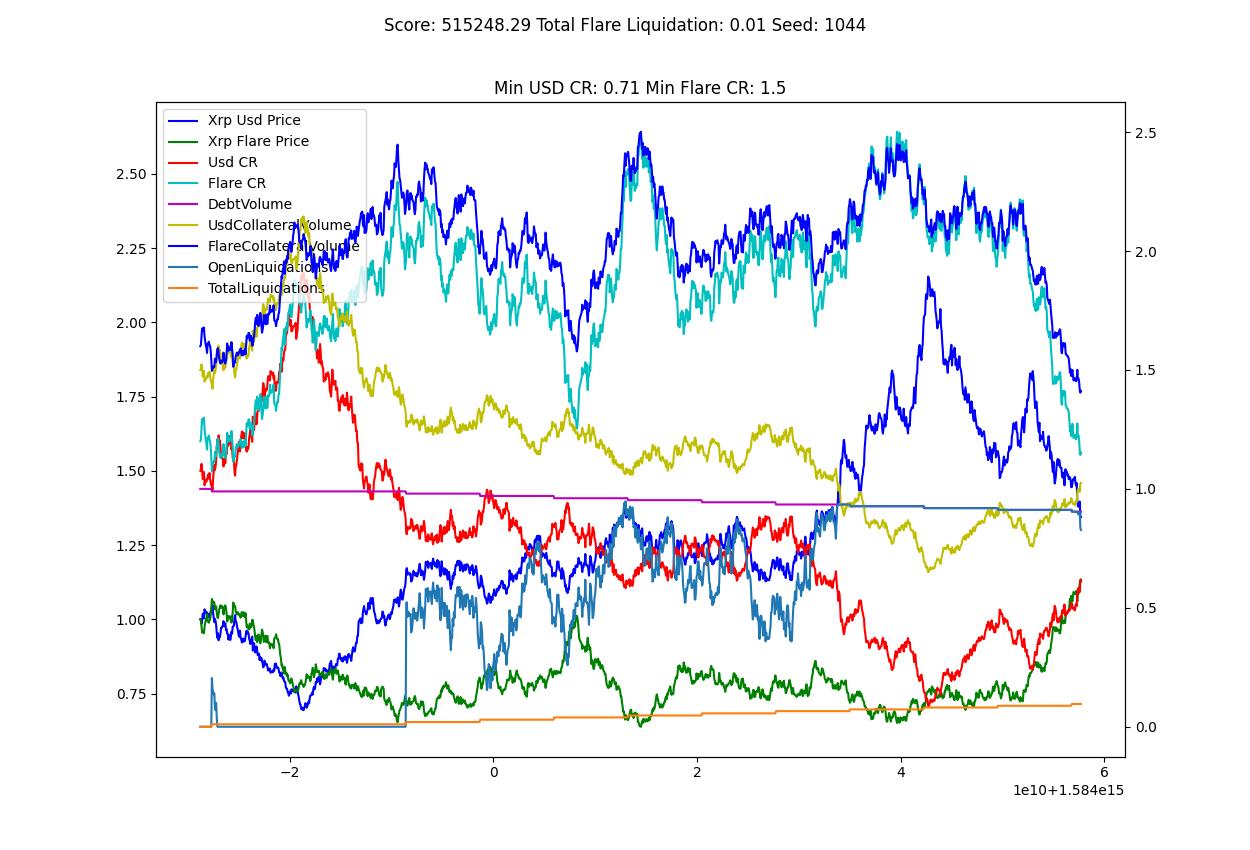 Score: 515248.29 Total Flare Liquidation: 0.01 Seed: 1044
Min USD CR: 0.71 Min Flare CR: 1.5
Xrp Usd Price
Xrp Flare Price
Usd CR
Flare CR
DebtVolume
UsdCollateralVolume
FlareCollateralVolume
OpenLiquidations
TotalLiquidations
2.50
2.25
2.00
1.75
1.50
1.25
1.00
0.75
2.5
2.0
1.5
1.0
0.5
0.0
−2 0 2 4 6
1e10+1.584e15